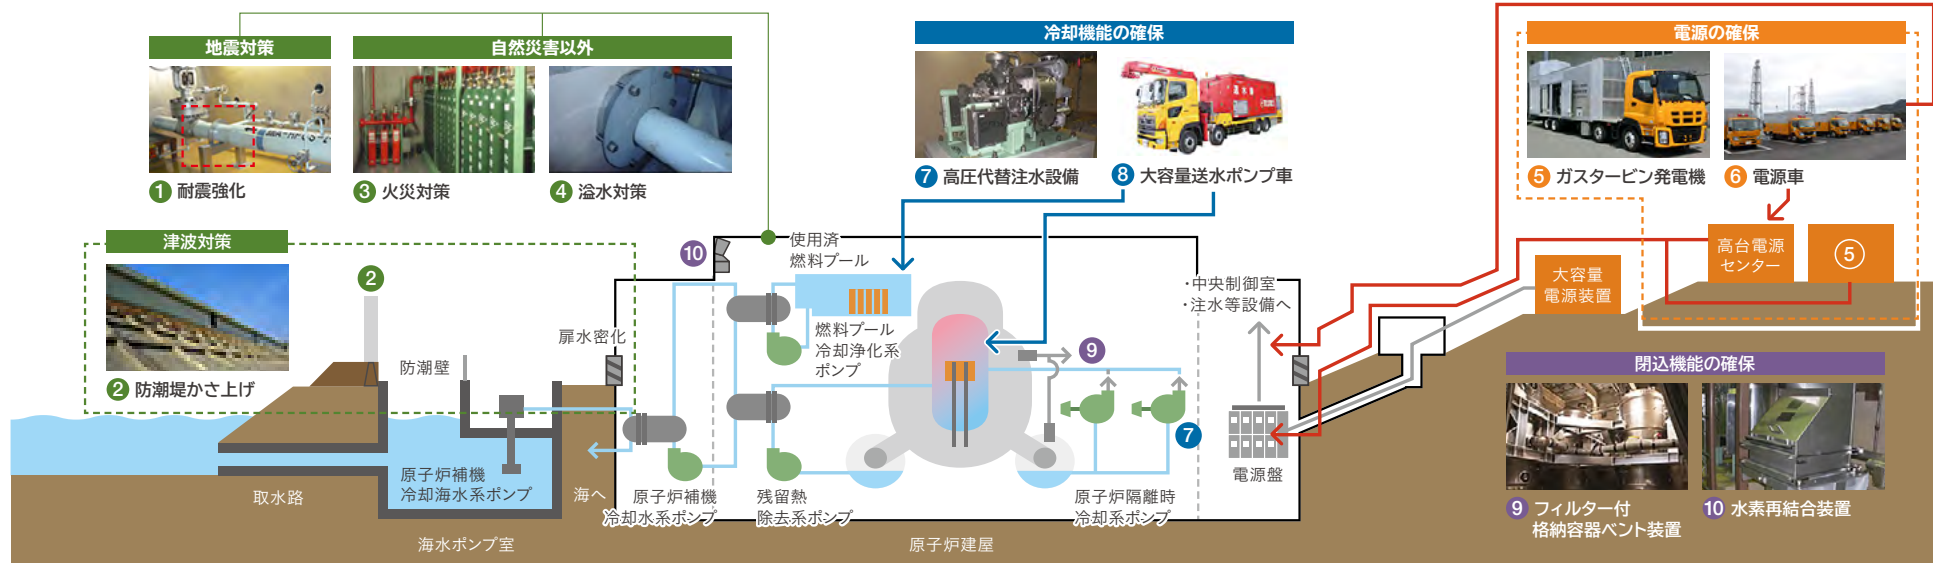 地震対策
① 耐震強化
自然災害以外
③ 火災対策
④ 溢水対策
冷却機能の確保
⑦ 高圧代替注水設備
⑧ 大容量送水ポンプ車
電源の確保
⑤ ガスタービン発電機
⑥ 電源車
津波対策
② 防潮堤かさ上げ
②
防潮壁
扉水密化
⑩
使用済
燃料プール
燃料プール
冷却浄化系
ポンプ
⑨
・中央制御室
・注水等設備へ
大容量
電源装置
高台電源
センター
⑤
⑦
電源盤
取水路
原子炉補機
冷却海水系ポンプ
海へ
原子炉補機
冷却水系ポンプ
残留熱
除去系ポンプ
原子炉隔離時
冷却系ポンプ
海水ポンプ室
原子炉建屋
閉込機能の確保
⑨ フィルター付
格納容器ベント装置
⑩ 水素再結合装置